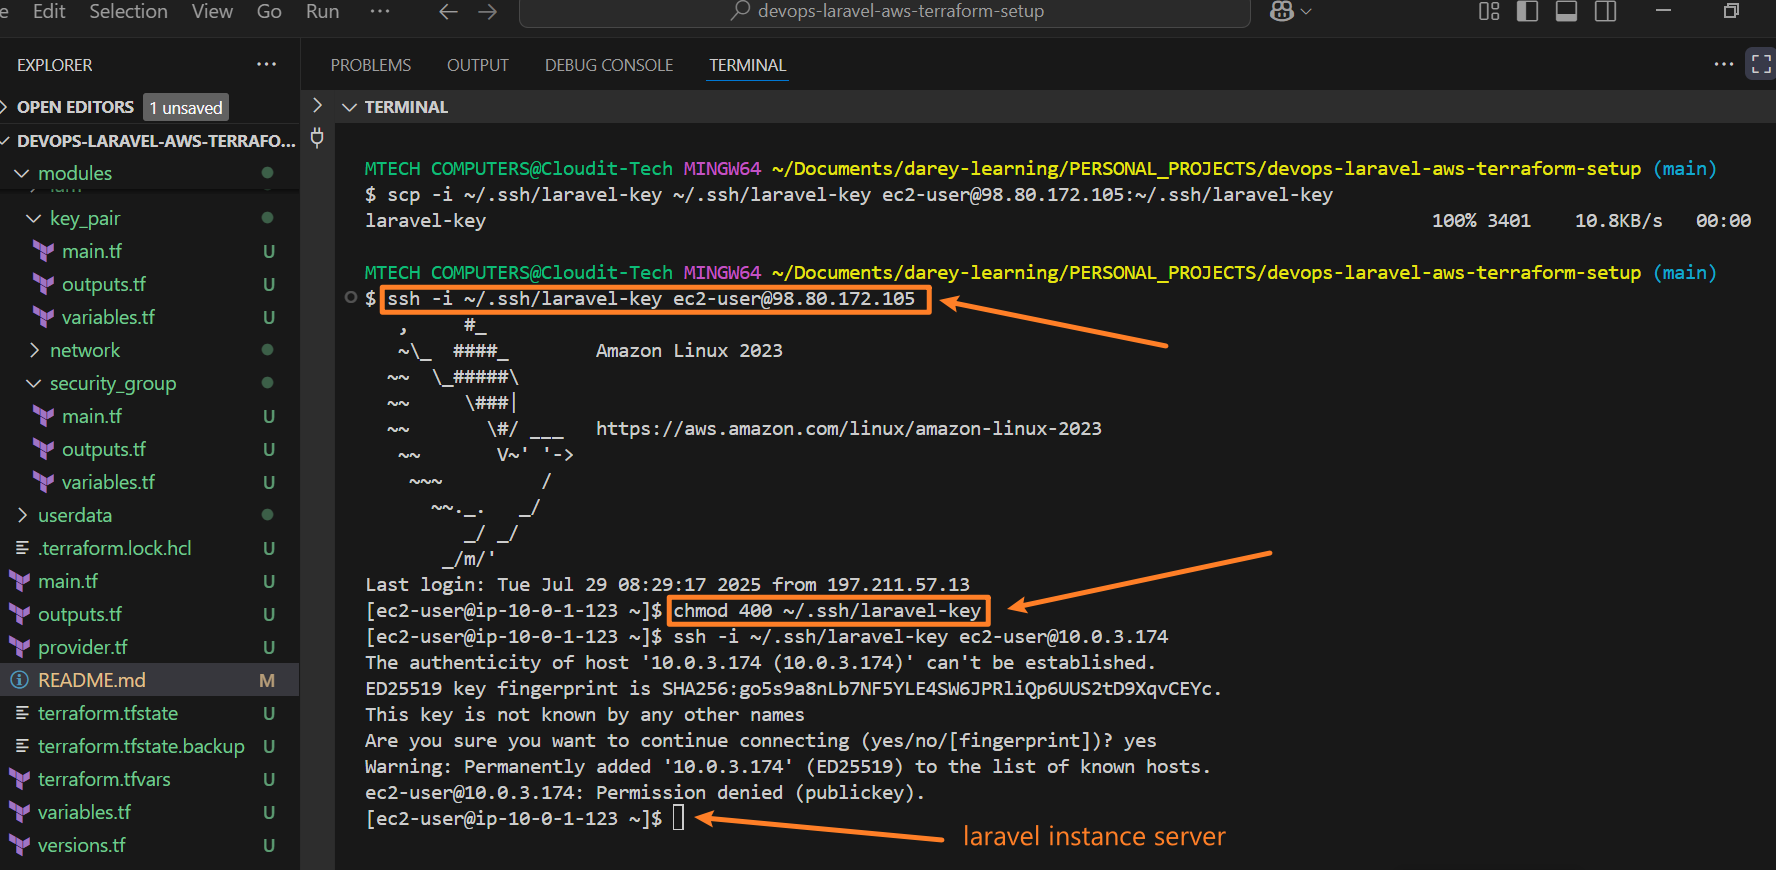 Edit Selection View Go Run ··· ← → devops-laravel-aws-terraform-setup
EXPLORER ···
OPEN EDITORS 1 unsaved
DEVOPS-LARAVEL-AWS-TERRAFO...
modules
key_pair
main.tf U
outputs.tf U
variables.tf U
network
security_group
main.tf U
outputs.tf U
variables.tf U
userdata
.terraform.lock.hcl U
main.tf U
outputs.tf U
provider.tf U
README.md M
terraform.tfstate U
terraform.tfstate.backup U
terraform.tfvars U
variables.tf U
versions.tf U
PROBLEMS OUTPUT DEBUG CONSOLE TERMINAL ···
TERMINAL
MTECH COMPUTERS@Cloudit-Tech MINGW64 ~/Documents/darey-learning/PERSONAL_PROJECTS/devops-laravel-aws-terraform-setup (main)
$ scp -i ~/.ssh/laravel-key ~/.ssh/laravel-key ec2-user@98.80.172.105:~/.ssh/laravel-key
laravel-key 100% 3401 10.8KB/s 00:00
MTECH COMPUTERS@Cloudit-Tech MINGW64 ~/Documents/darey-learning/PERSONAL_PROJECTS/devops-laravel-aws-terraform-setup (main)
$ ssh -i ~/.ssh/laravel-key ec2-user@98.80.172.105
   ,     #_
   ~\_  ####_        Amazon Linux 2023
  ~~  \_#####\
  ~~     \###|
  ~~       \#/ ___   https://aws.amazon.com/linux/amazon-linux-2023
   ~~       V~' '->
    ~~~         /
      ~~._.   _/
         _/ _/
       _/m/'
Last login: Tue Jul 29 08:29:17 2025 from 197.211.57.13
[ec2-user@ip-10-0-1-123 ~]$ chmod 400 ~/.ssh/laravel-key
[ec2-user@ip-10-0-1-123 ~]$ ssh -i ~/.ssh/laravel-key ec2-user@10.0.3.174
The authenticity of host '10.0.3.174 (10.0.3.174)' can't be established.
ED25519 key fingerprint is SHA256:go5s9a8nLb7NF5YLE4SW6JPRliQp6UUS2tD9XqvCEYc.
This key is not known by any other names
Are you sure you want to continue connecting (yes/no/[fingerprint])? yes
Warning: Permanently added '10.0.3.174' (ED25519) to the list of known hosts.
ec2-user@10.0.3.174: Permission denied (publickey).
[ec2-user@ip-10-0-1-123 ~]$
laravel instance server